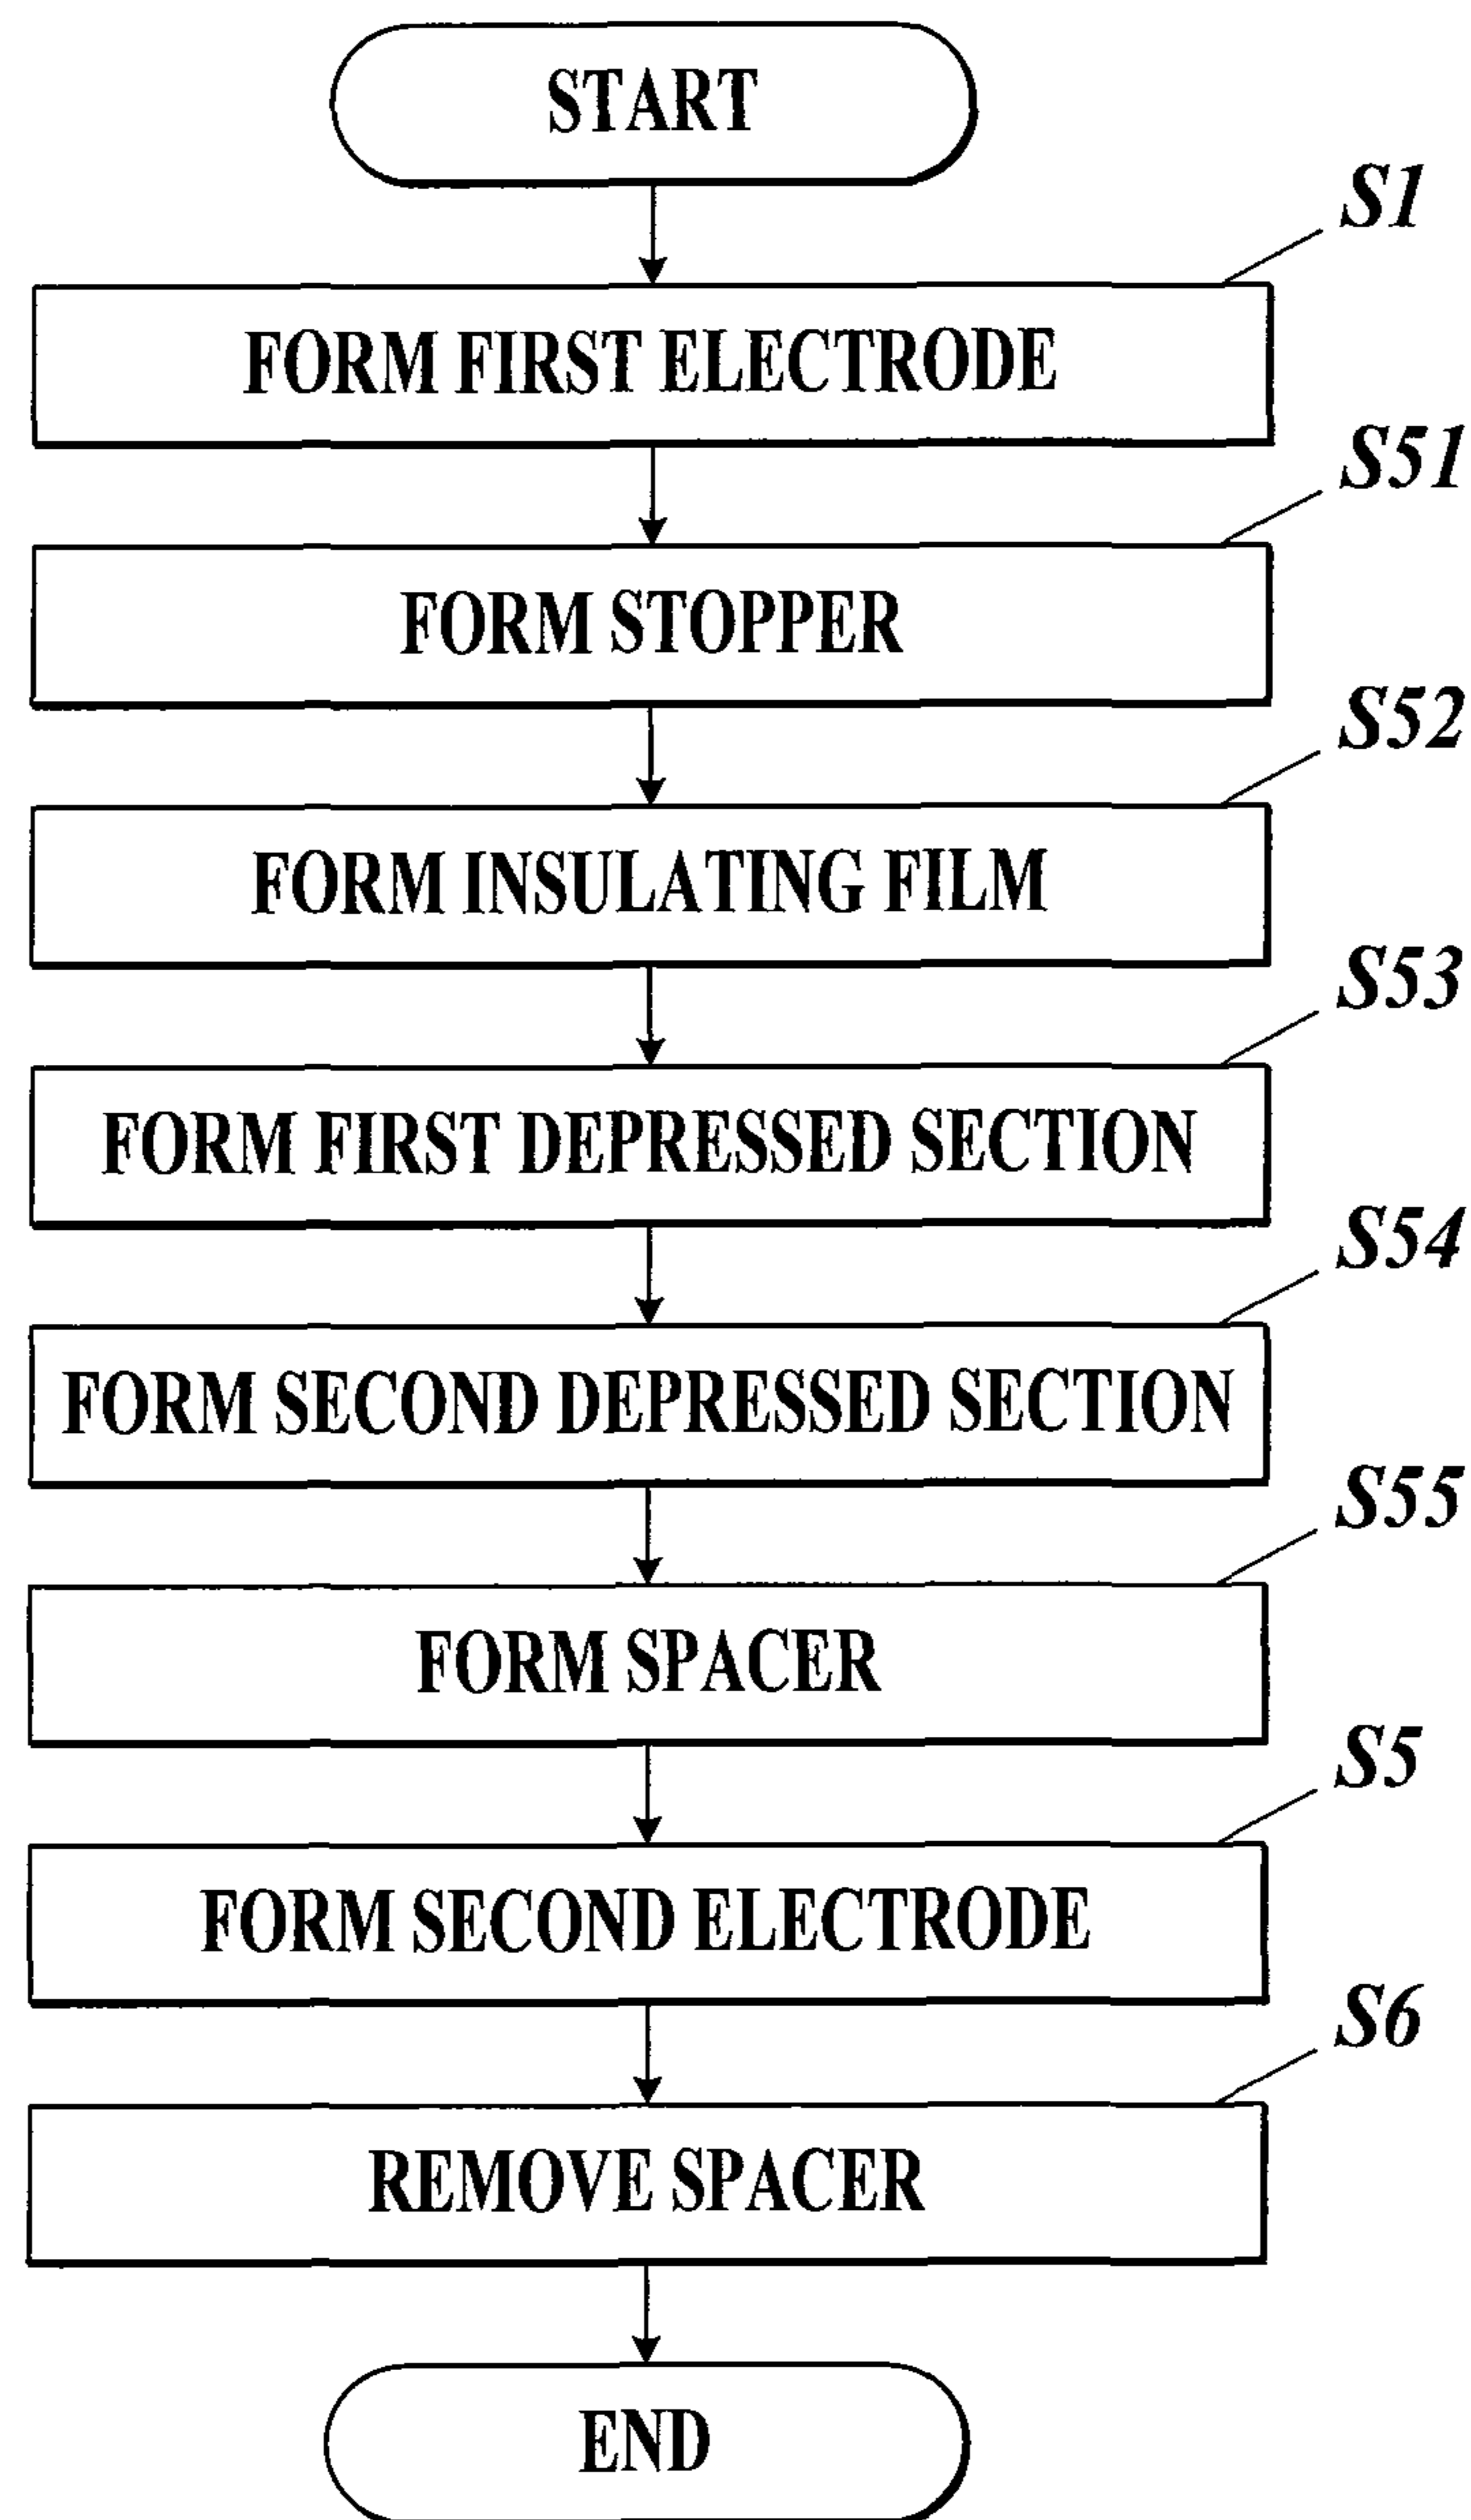 START
S1
FORM FIRST ELECTRODE
S51
FORM STOPPER
S52
FORM INSULATING FILM
S53
FORM FIRST DEPRESSED SECTION
S54
FORM SECOND DEPRESSED SECTION
S55
FORM SPACER
S5
FORM SECOND ELECTRODE
S6
REMOVE SPACER
END